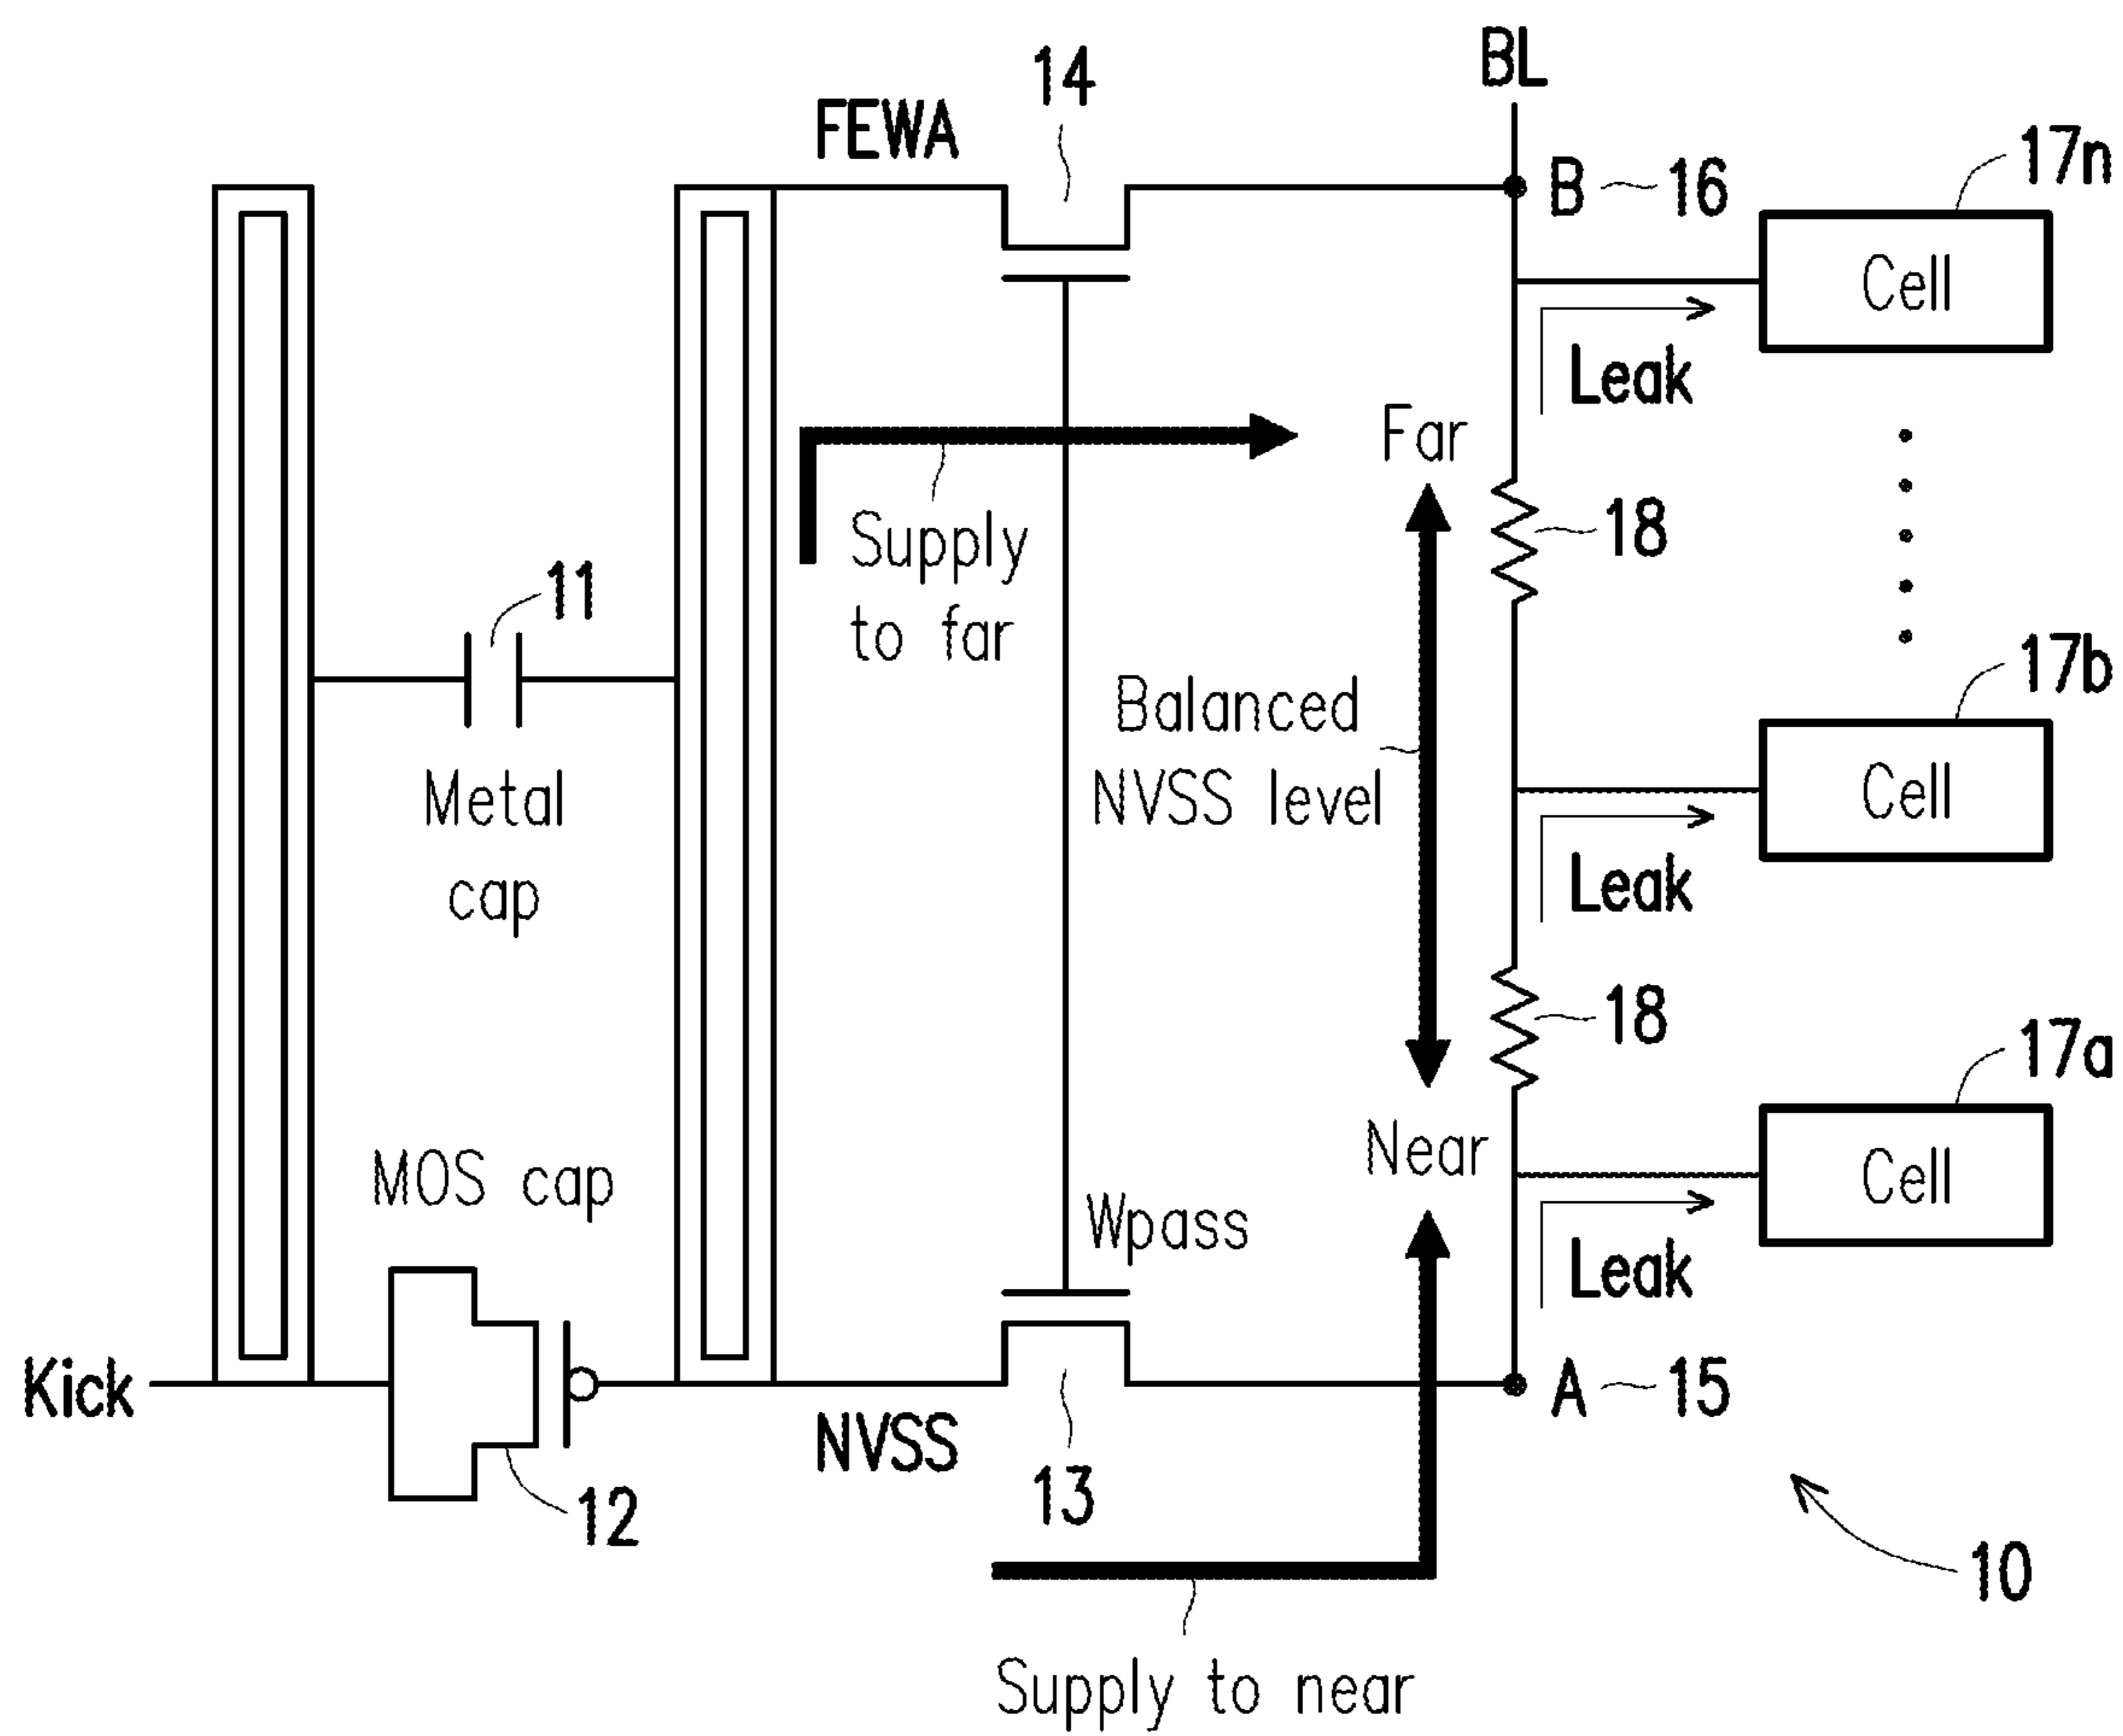 BL
14
FEWA
17n
B
16
Cell
Leak
Far
18
11
Supply
to far
17b
Balanced
NVSS level
Metal
cap
Cell
Leak
18
17a
MOS cap
Near
Cell
Wpass
Leak
Kick
A
15
NVSS
13
12
10
Supply to near